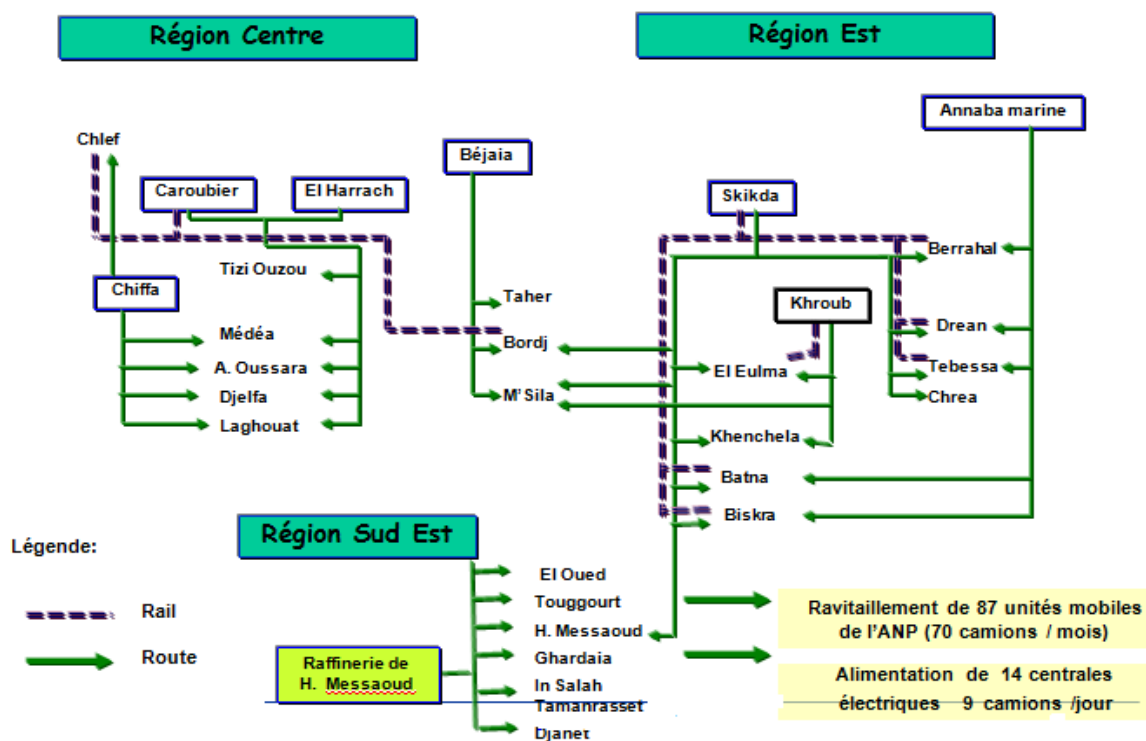 Région Centre
Région Est
Annaba marine
Chlef
Béjaia
Caroubier
El Harrach
Skikda
Berrahal
Tizi Ouzou
Chiffa
Taher
Khroub
Médéa
Bordj
Drean
A. Oussara
El Eulma
Tebessa
Djelfa
M' Sila
Chrea
Laghouat
Khenchela
Batna
Biskra
Région Sud Est
Légende:
El Oued
Rail
Touggourt
Ravitaillement de 87 unités mobiles
de l'ANP (70 camions / mois)
H. Messaoud
Route
Ghardaia
Raffinerie de
H. Messaoud
In Salah
Alimentation de 14 centrales
électriques 9 camions /jour
Tamanrasset
Djanet